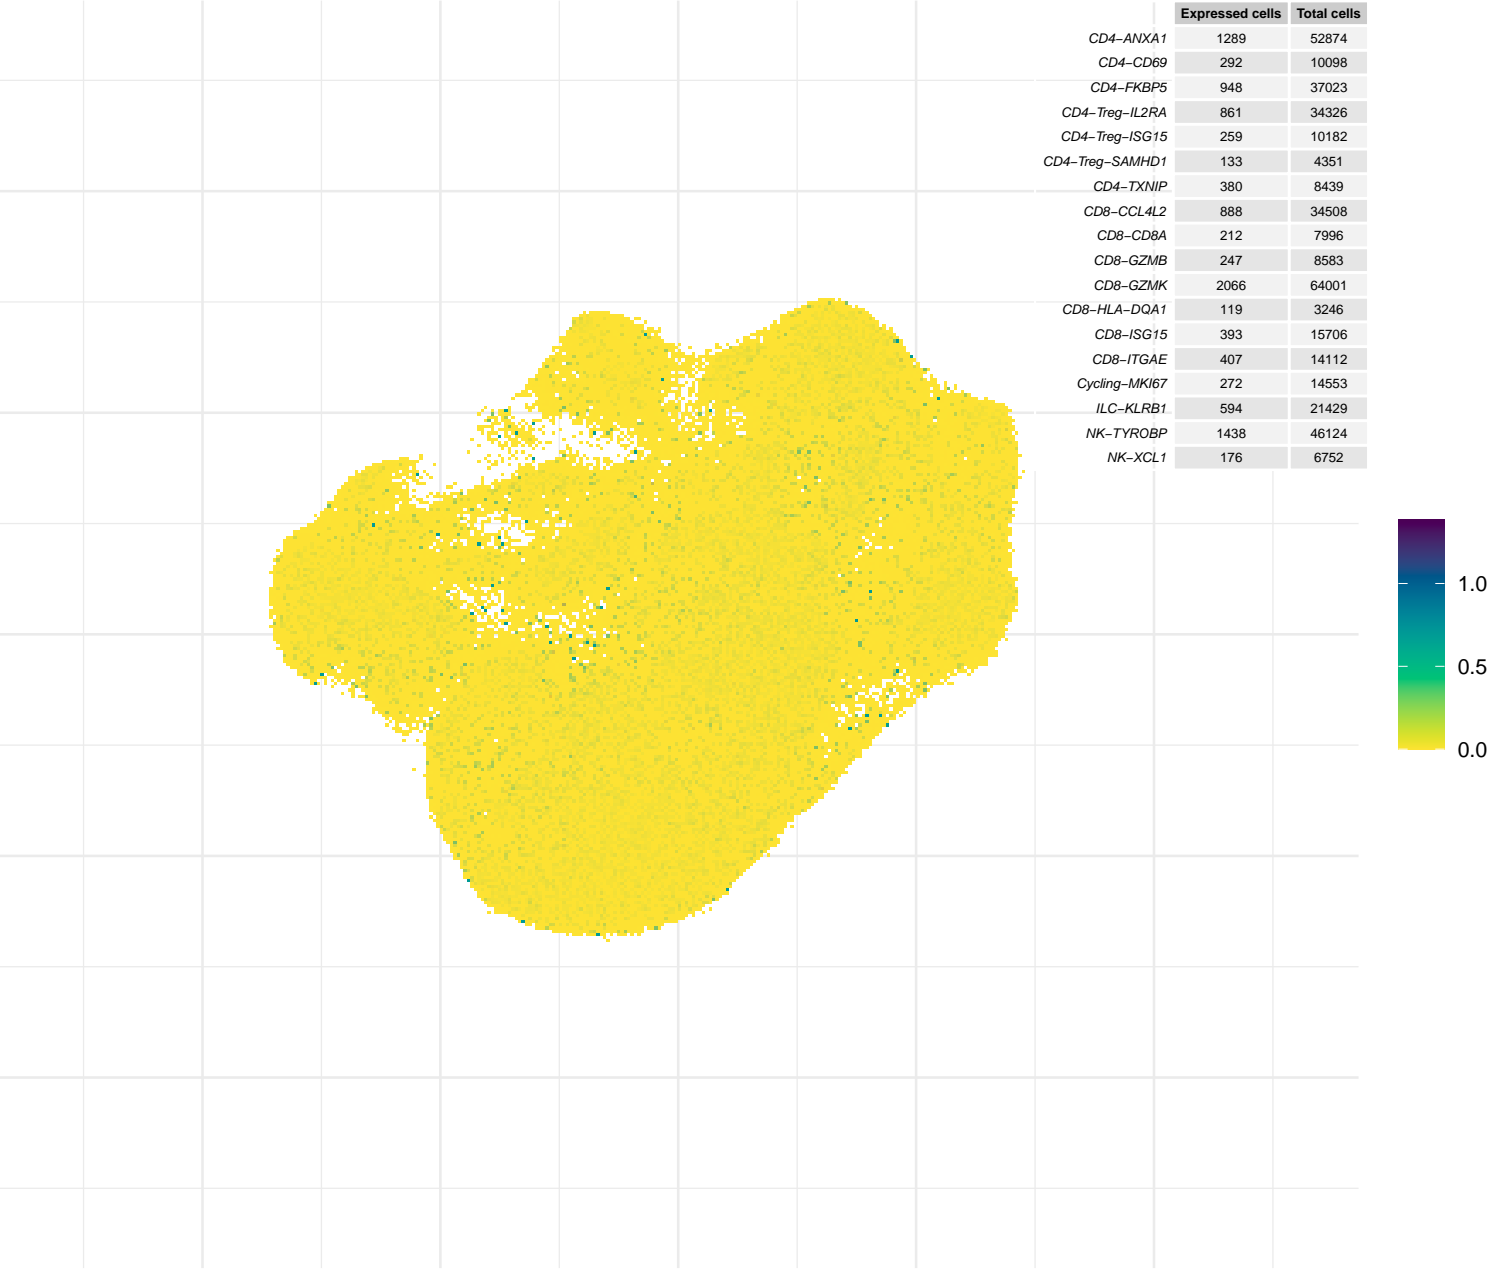 Expressed cells Total cells
CD4−ANXA1 1289 52874
CD4−CD69 292 10098
CD4−FKBP5 948 37023
CD4−Treg−IL2RA 861 34326
CD4−Treg−ISG15 259 10182
CD4−Treg−SAMHD1 133 4351
CD4−TXNIP 380 8439
CD8−CCL4L2 888 34508
CD8−CD8A 212 7996
CD8−GZMB 247 8583
CD8−GZMK 2066 64001
CD8−HLA−DQA1 119 3246
CD8−ISG15 393 15706
CD8−ITGAE 407 14112
Cycling−MKI67 272 14553
ILC−KLRB1 594 21429
NK−TYROBP 1438 46124
NK−XCL1 176 6752
1.0
0.5
0.0